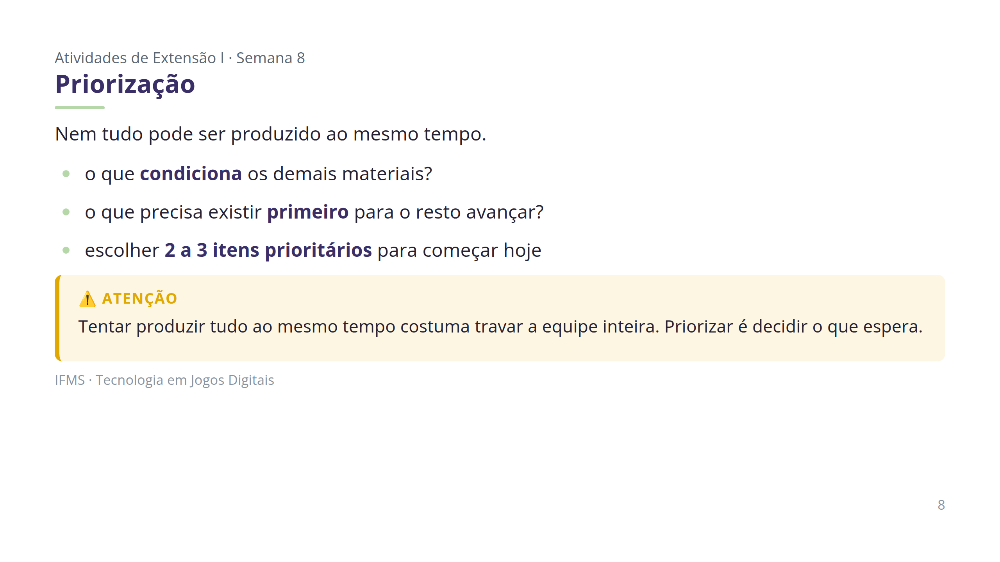 Atividades de Extensão I · Semana 8
Priorização
Nem tudo pode ser produzido ao mesmo tempo.
o que condiciona os demais materiais?
o que precisa existir primeiro para o resto avançar?
escolher 2 a 3 itens prioritários para começar hoje
⚠️ ATENÇÃO
Tentar produzir tudo ao mesmo tempo costuma travar a equipe inteira. Priorizar é decidir o que espera.
IFMS · Tecnologia em Jogos Digitais
8